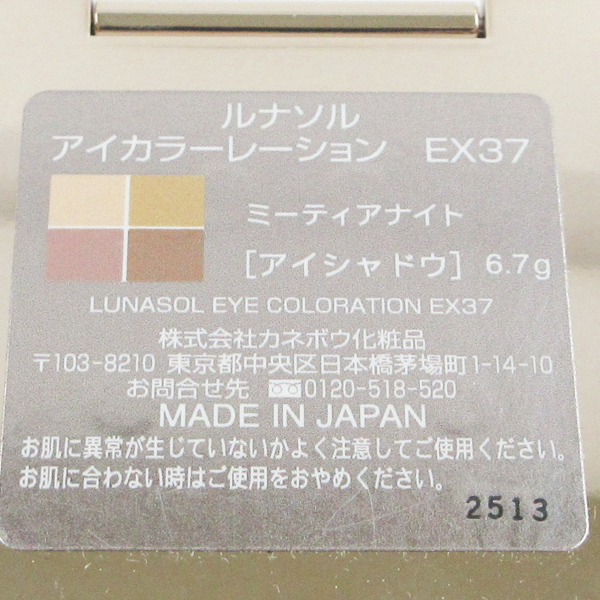 ルナソル
アイカラーレーション EX37
ミーティアナイト
[アイシャドウ] 6.7g
LUNASOL EYE COLORATION EX37
株式会社カネボウ化粧品
〒103-8210 東京都中央区日本橋茅場町1-14-10
お問合せ先 0120-518-520
MADE IN JAPAN
お肌に異常が生じていないかよく注意してご使用ください。
お肌に合わない時はご使用をおやめください。
2513